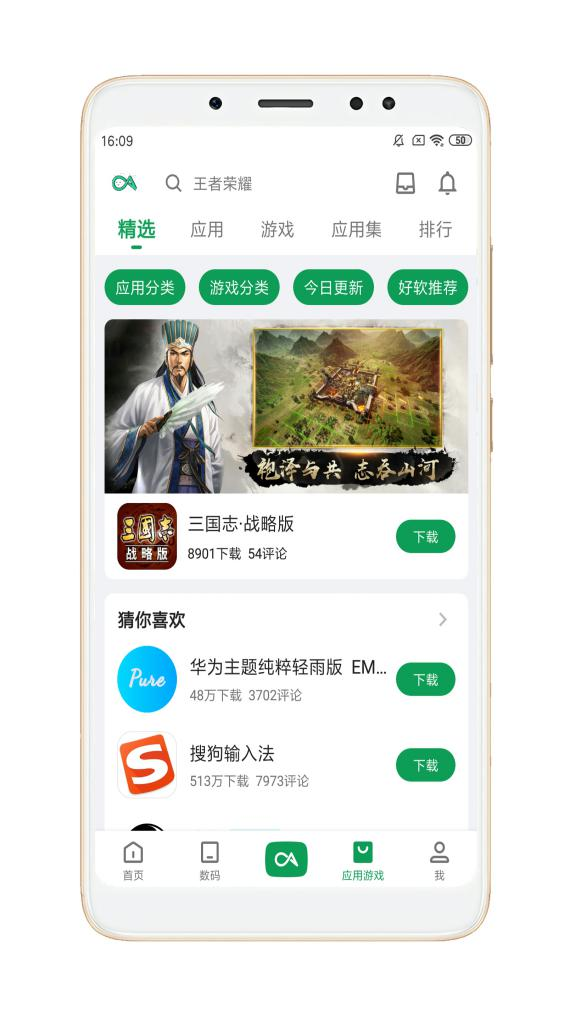 16:09
50
王者荣耀
精选 应用 游戏 应用集 排行
应用分类 游戏分类 今日更新 好软推荐
袍泽与共 志吞山河
三國志
战略版
三国志·战略版
8901下载 54评论
下载
猜你喜欢
Pure
华为主题纯粹轻雨版 EM...
48万下载 3702评论
下载
S
搜狗输入法
513万下载 7973评论
下载
首页 数码 应用游戏 我